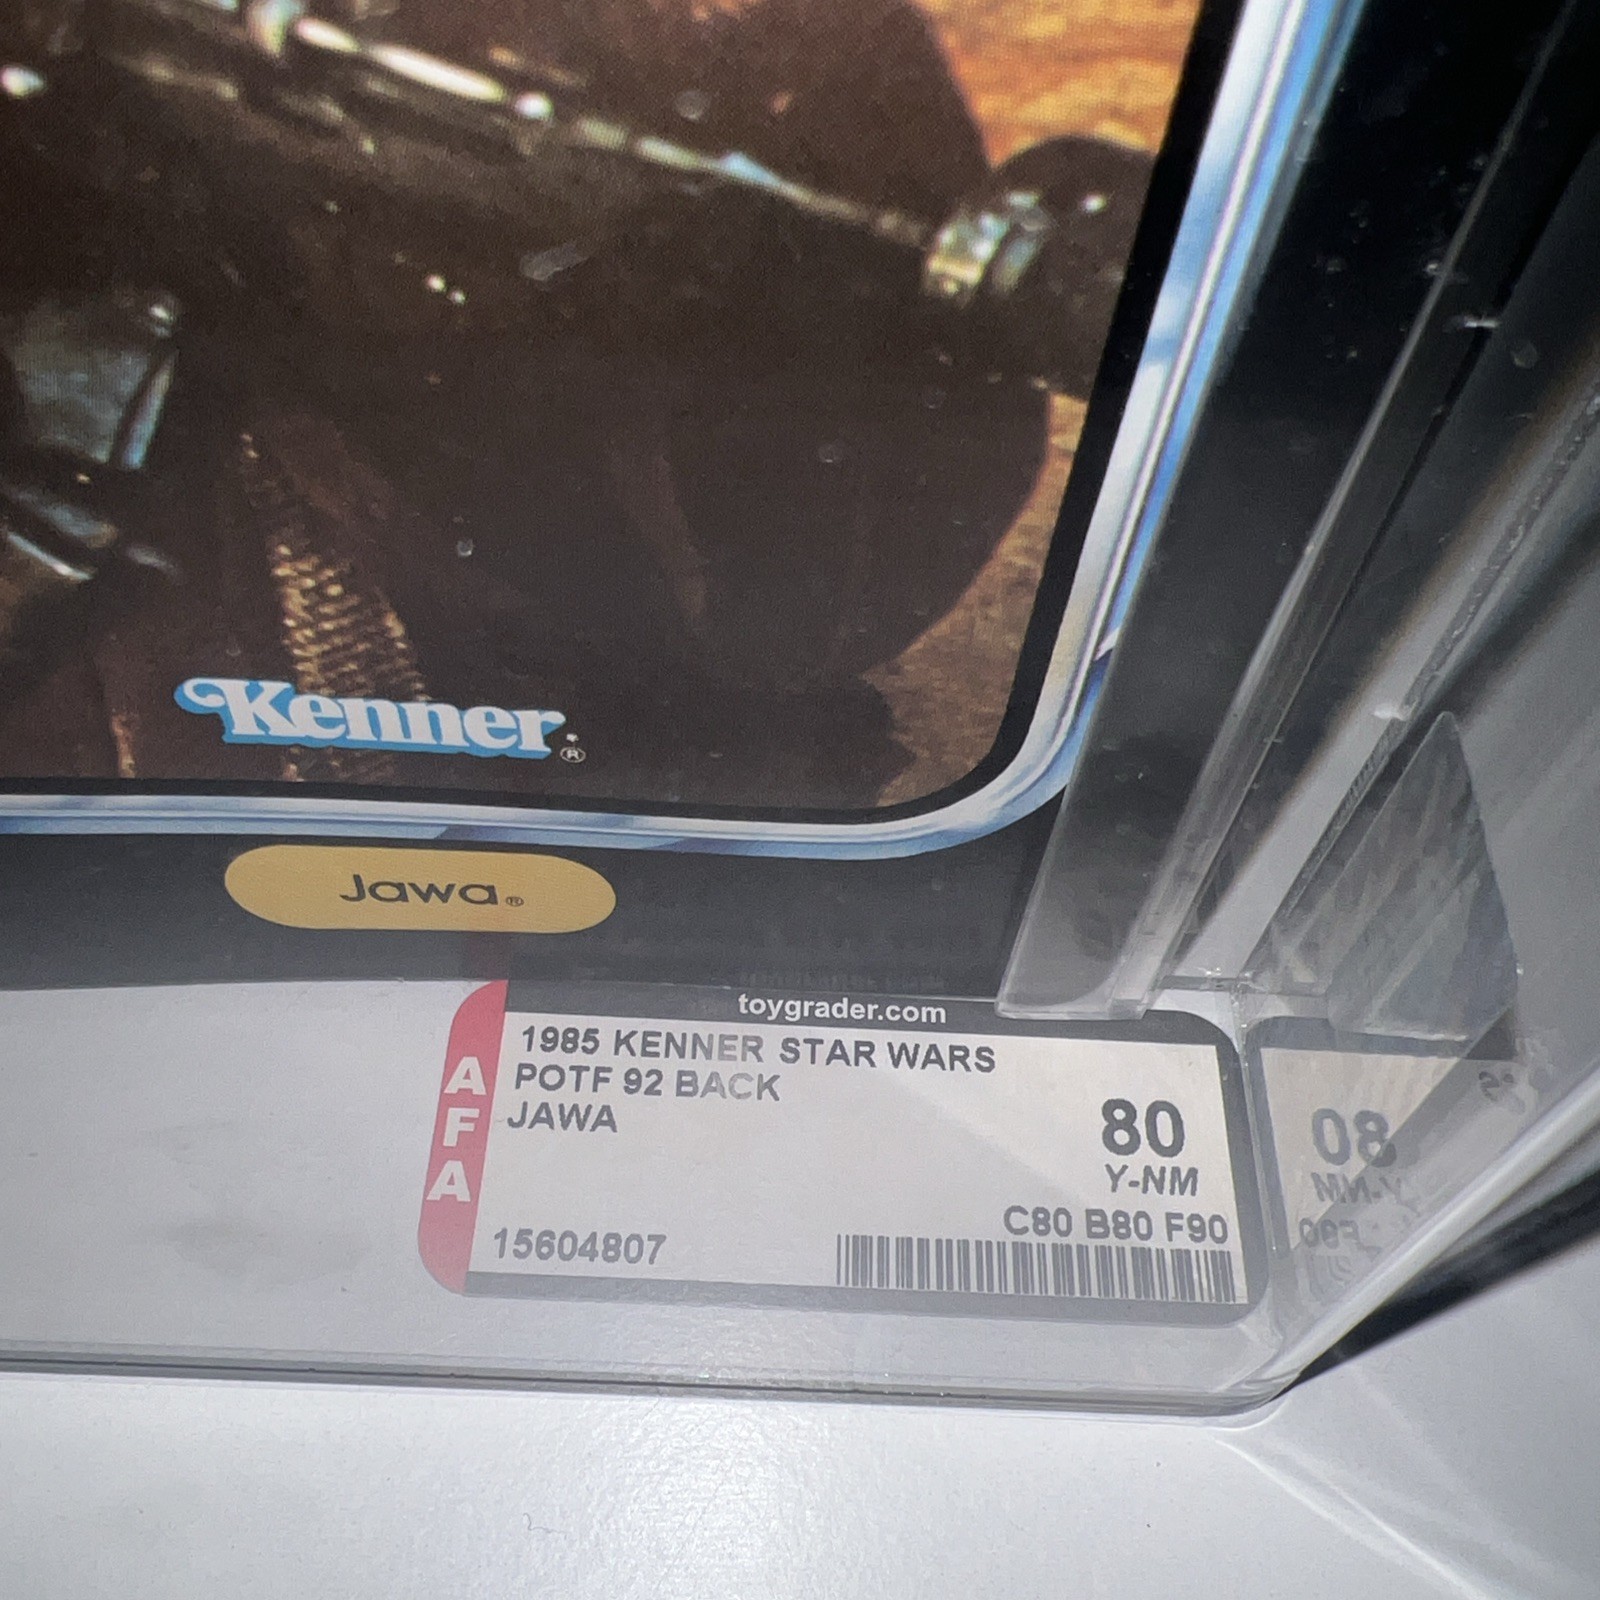 Kenner®
Jawa®
toygrader.com
AFA
1985 KENNER STAR WARS
POTF 92 BACK
JAWA
80
Y-NM
C80 B80 F90
15604807